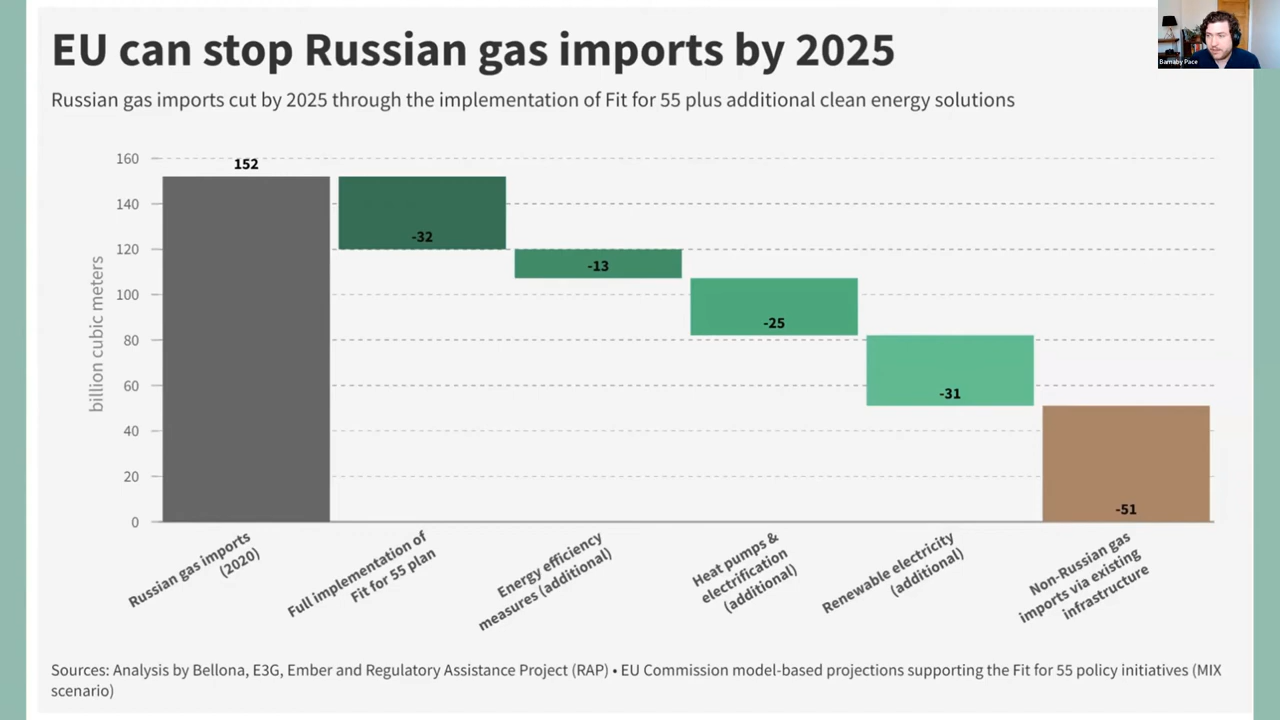 EU can stop Russian gas imports by 2025
Barnaby Pace
Russian gas imports cut by 2025 through the implementation of Fit for 55 plus additional clean energy solutions
billion cubic meters
160
140
120
100
80
60
40
20
0
152
-32
-13
-25
-31
-51
Russian gas imports
(2020)
Full implementation of
Fit for 55 plan
Energy efficiency
measures (additional)
Heat pumps &
electrification
(additional)
Renewable electricity
(additional)
Non-Russian gas
imports via existing
infrastructure
Sources: Analysis by Bellona, E3G, Ember and Regulatory Assistance Project (RAP) • EU Commission model-based projections supporting the Fit for 55 policy initiatives (MIX
scenario)